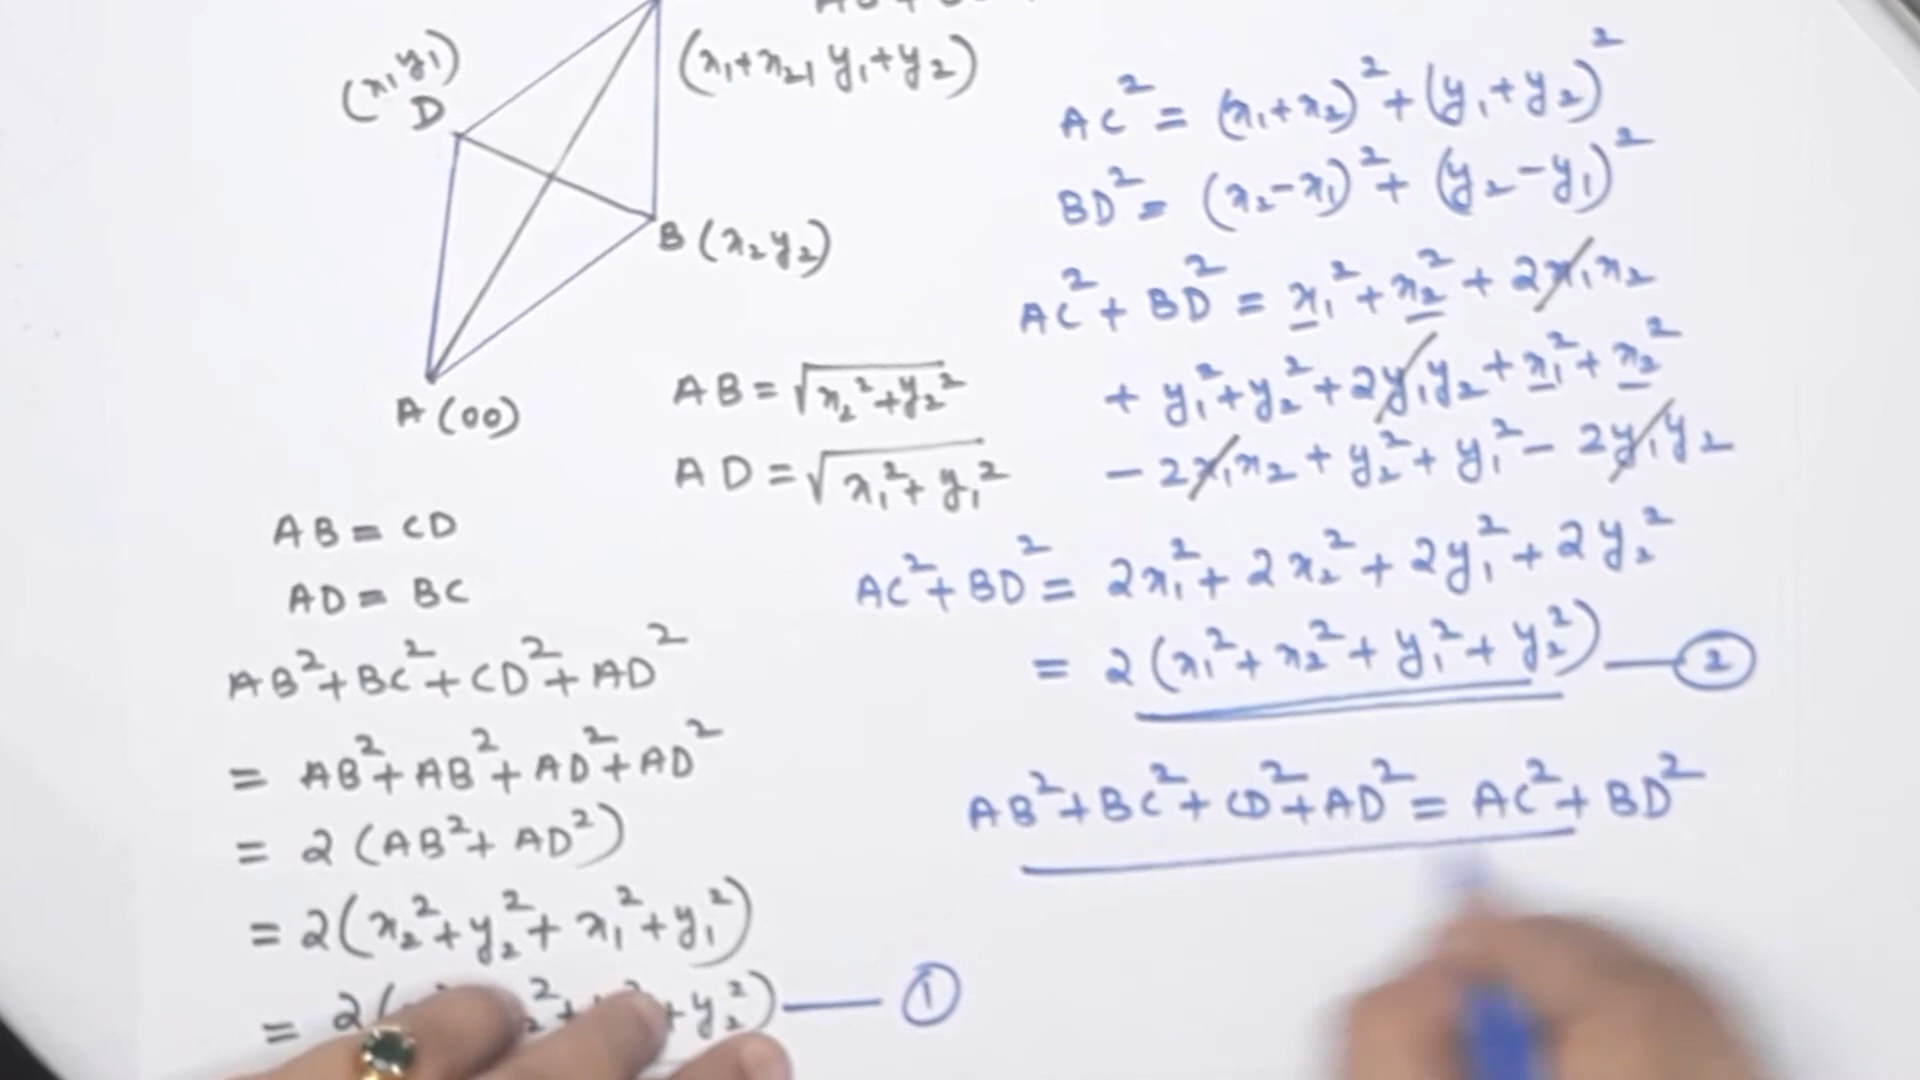 (x₁+x₂, y₁+y₂)
(x₁y₁)
D
B (x₂y₂)
A (00)
AB = √x₂²+y₂²
AD = √x₁²+y₁²
AB = CD
AD = BC
AB²+BC²+CD²+AD²
= AB²+AB²+AD²+AD²
= 2 (AB²+ AD²)
= 2(x₂²+y₂²+ x₁²+y₁²)
= 2( +y₂²) — ①
AC² = (x₁+x₂)²+(y₁+y₂)²
BD² = (x₂-x₁)²+ (y₂-y₁)²
AC²+ BD² = x₁²+x₂² + 2x₁x₂
+ y₁²+y₂²+2y₁y₂+x₁²+x₂²
- 2x₁x₂ + y₂²+ y₁²- 2y₁y₂
AC²+BD² = 2x₁²+2x₂²+2y₁²+2y₂²
= 2(x₁²+x₂²+y₁²+y₂²) — ②
AB²+BC²+CD²+AD² = AC²+BD²